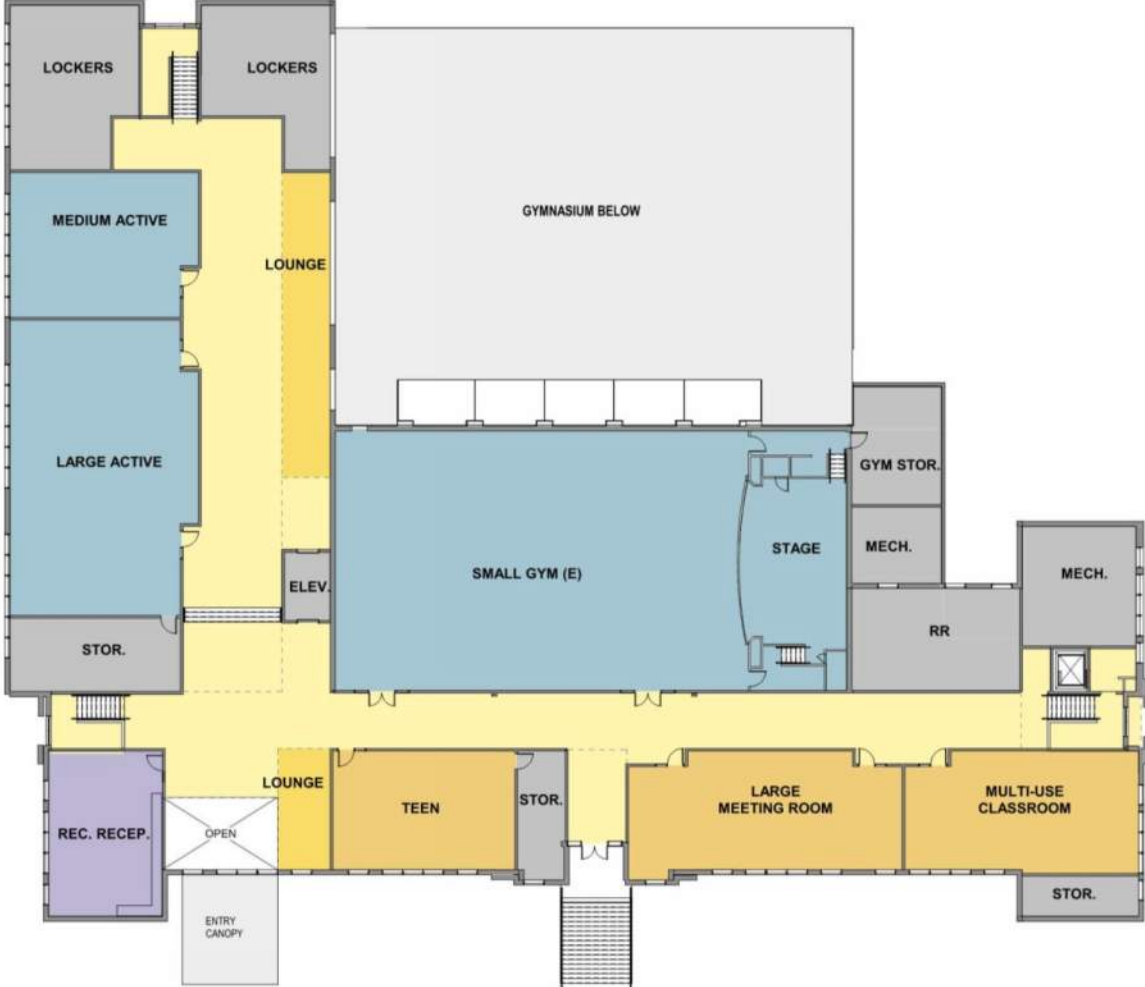 LOCKERS
LOCKERS
MEDIUM ACTIVE
GYMNASIUM BELOW
LOUNGE
LARGE ACTIVE
GYM STOR.
STAGE
MECH.
SMALL GYM (E)
MECH.
ELEV.
RR
STOR.
LOUNGE
LARGE
MEETING ROOM
MULTI-USE
CLASSROOM
STOR.
TEEN
REC. RECEP.
OPEN
STOR.
ENTRY
CANOPY